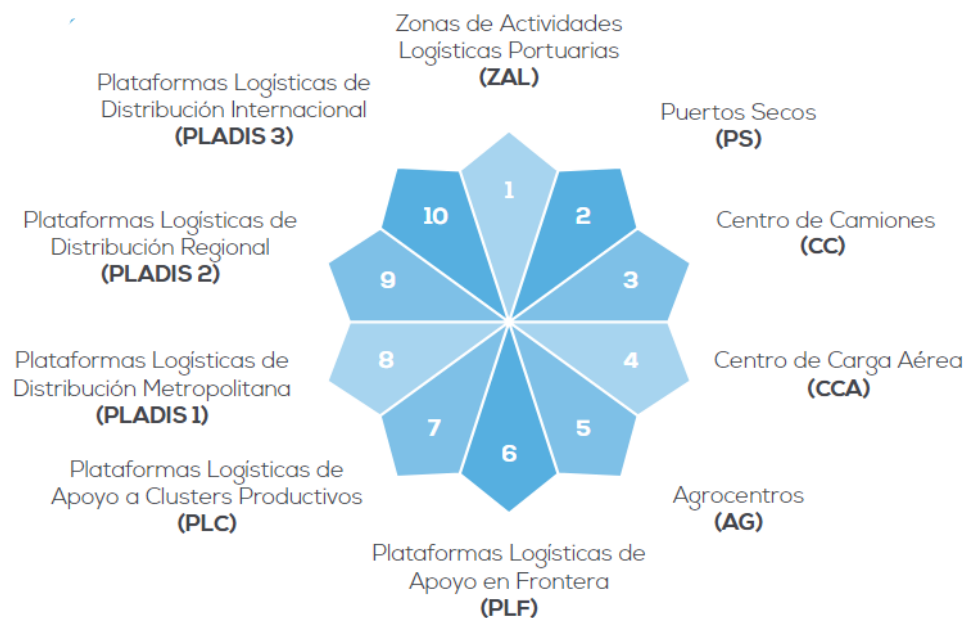 Zonas de Actividades
Logísticas Portuarias
(ZAL)
Puertos Secos
(PS)
Centro de Camiones
(CC)
Centro de Carga Aérea
(CCA)
Agrocentros
(AG)
Plataformas Logísticas de
Apoyo en Frontera
(PLF)
Plataformas Logísticas de
Apoyo a Clusters Productivos
(PLC)
Plataformas Logísticas de
Distribución Metropolitana
(PLADIS 1)
Plataformas Logísticas de
Distribución Regional
(PLADIS 2)
Plataformas Logísticas de
Distribución Internacional
(PLADIS 3)
1
2
3
4
5
6
7
8
9
10